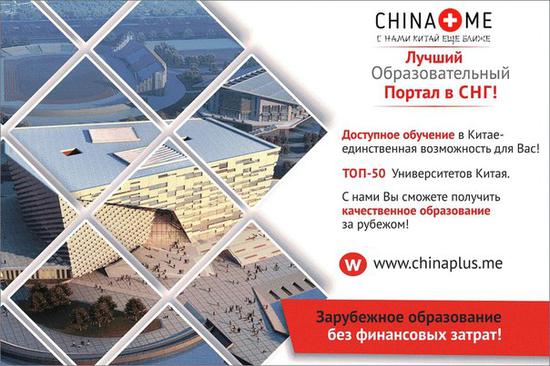 CHINA+ME
С НАМИ КИТАЙ ЕЩЕ БЛИЖЕ
Лучший
Образовательный
Портал в СНГ!
Доступное обучение в Китае-
единственная возможность для Вас!
ТОП-50 Университетов Китая.
С нами Вы сможете получить
качественное образование
за рубежом!
W www.chinaplus.me
Зарубежное образование
без финансовых затрат!